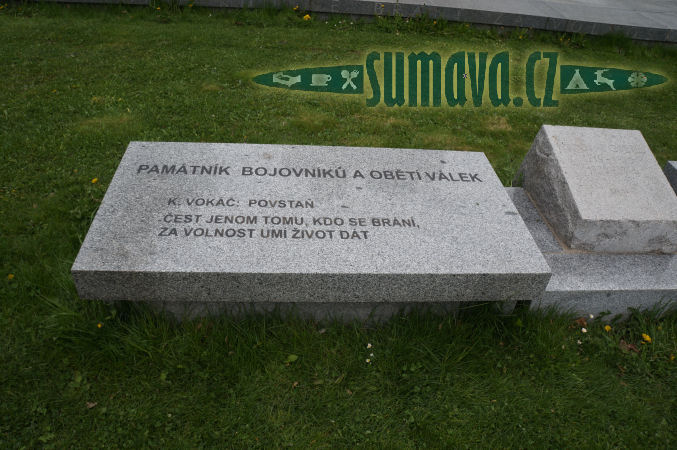 sumava.cz
PAMÁTNÍK BOJOVNÍKŮ A OBĚTÍ VÁLEK
K. VOKÁČ: POVSTAŇ
ČEST JENOM TOMU, KDO SE BRÁNÍ,
ZA VOLNOST UMÍ ŽIVOT DÁT